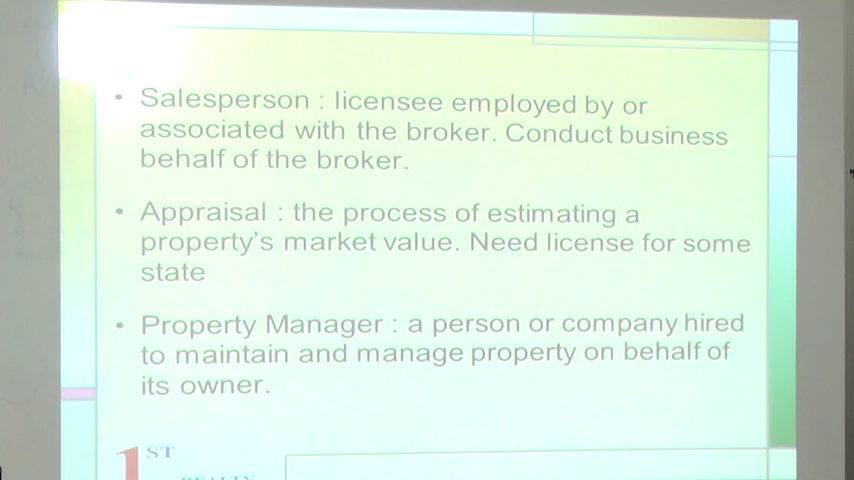 • Salesperson : licensee employed by or
associated with the broker. Conduct business
behalf of the broker.
• Appraisal : the process of estimating a
property's market value. Need license for some
state
• Property Manager : a person or company hired
to maintain and manage property on behalf of
its owner.
1ST
REALTY